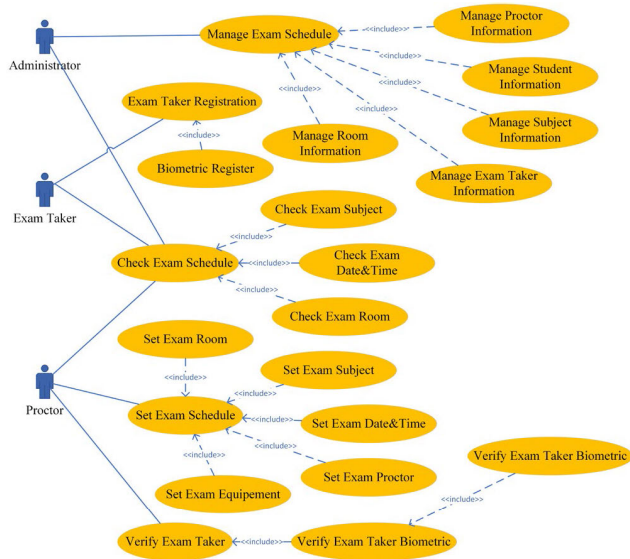 Manage Proctor
Information
Manage Exam Schedule
<<include>>
Administrator
<<include>>
Manage Student
Information
<<include>>
Exam Taker Registration
<<include>>
<<include>>
Manage Subject
Information
<<include>>
Manage Room
Information
<<include>>
Biometric Register
Manage Exam Taker
Information
Exam Taker
Check Exam Subject
<<include>>
Check Exam Schedule
<<include>>
Check Exam
Date&Time
<<include>>
Check Exam Room
Set Exam Room
Set Exam Subject
<<include>>
<<include>>
Proctor
Set Exam Schedule
<<include>>
Set Exam Date&Time
<<include>>
<<include>>
Set Exam Proctor
Verify Exam Taker Biometric
Set Exam Equipement
<<include>>
Verify Exam Taker
<<include>>
Verify Exam Taker Biometric